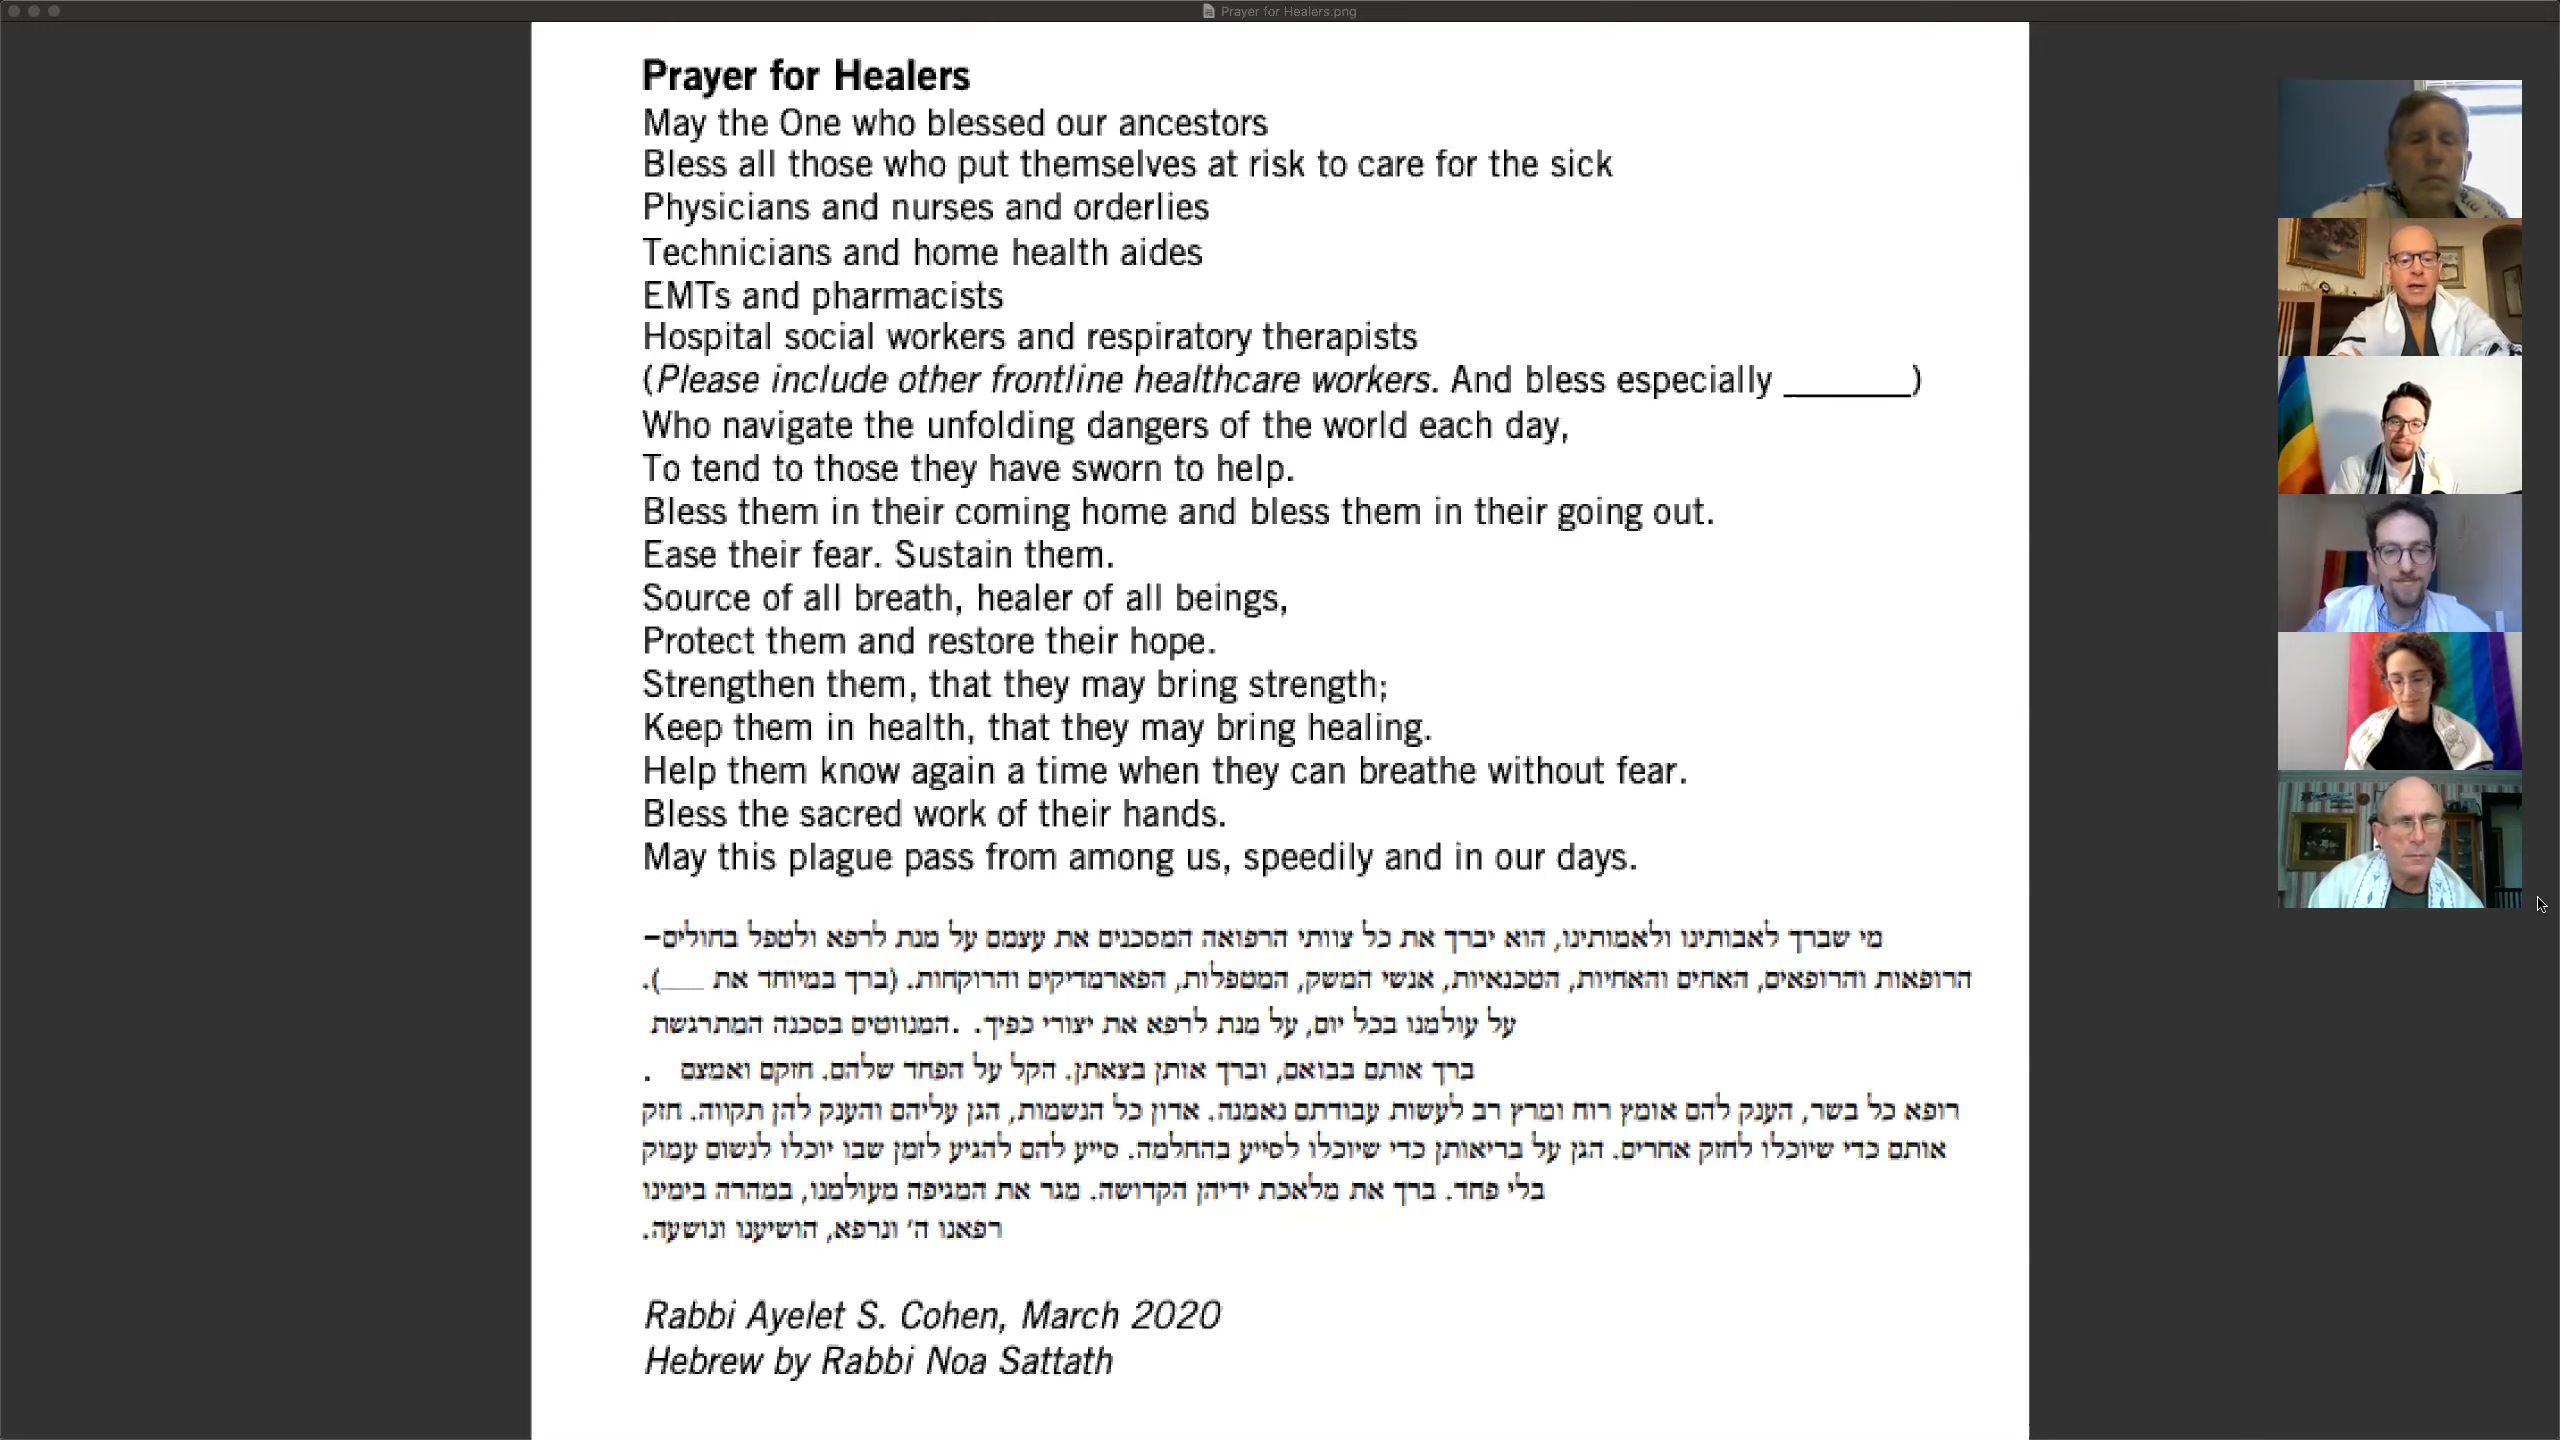 Prayer for Healers.png
Prayer for Healers
May the One who blessed our ancestors
Bless all those who put themselves at risk to care for the sick
Physicians and nurses and orderlies
Technicians and home health aides
EMTs and pharmacists
Hospital social workers and respiratory therapists
(Please include other frontline healthcare workers. And bless especially _______)
Who navigate the unfolding dangers of the world each day,
To tend to those they have sworn to help.
Bless them in their coming home and bless them in their going out.
Ease their fear. Sustain them.
Source of all breath, healer of all beings,
Protect them and restore their hope.
Strengthen them, that they may bring strength;
Keep them in health, that they may bring healing.
Help them know again a time when they can breathe without fear.
Bless the sacred work of their hands.
May this plague pass from among us, speedily and in our days.
מי שברך לאבותינו ולאמותינו, הוא יברך את כל צוותי הרפואה המסכנים את עצמם על מנת לרפא ולטפל בחולים–
הרופאות והרופאים, האחים והאחיות, הטכנאיות, אנשי המשק, המטפלות, הפארמדיקים והרוקחות. (ברך במיוחד את ___).
על עולמנו בכל יום, על מנת לרפא את יצורי כפיך. .המנווטים בסכנה המתרגשת
ברך אותם בבואם, וברך אותן בצאתן. הקל על הפחד שלהם. חזקם ואמצם .
רופא כל בשר, הענק להם אומץ רוח ומרץ רב לעשות עבודתם נאמנה. אדון כל הנשמות, הגן עליהם והענק להן תקווה. חזק
אותם כדי שיוכלו לחזק אחרים. הגן על בריאותן כדי שיוכלו לסייע בהחלמה. סייע להם להגיע לזמן שבו יוכלו לנשום עמוק
בלי פחד. ברך את מלאכת ידיהן הקדושה. מגר את המגיפה מעולמנו, במהרה בימינו
רפאנו ה' ונרפא, הושיענו ונושעה.
Rabbi Ayelet S. Cohen, March 2020
Hebrew by Rabbi Noa Sattath